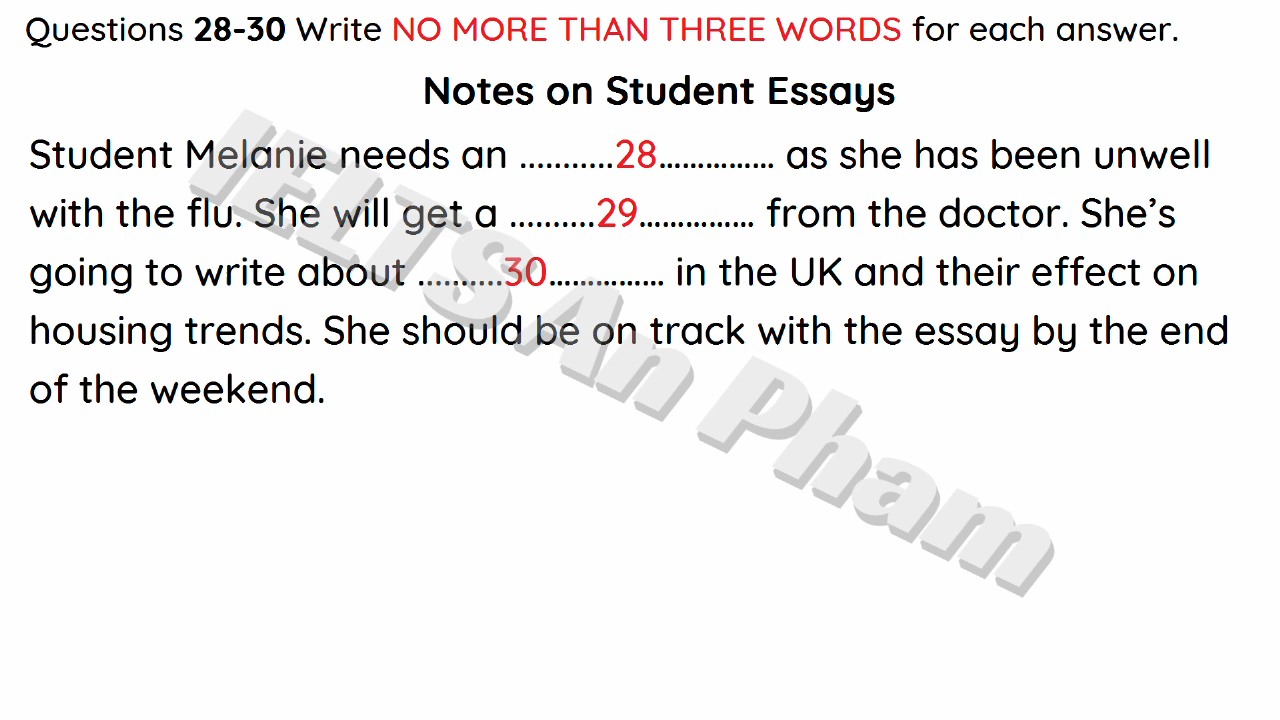 Questions 28-30 Write NO MORE THAN THREE WORDS for each answer.
Notes on Student Essays
Student Melanie needs an ...........28............... as she has been unwell
with the flu. She will get a ..........29............... from the doctor. She’s
going to write about ..........30............... in the UK and their effect on
housing trends. She should be on track with the essay by the end
of the weekend.
IELTS An Pham